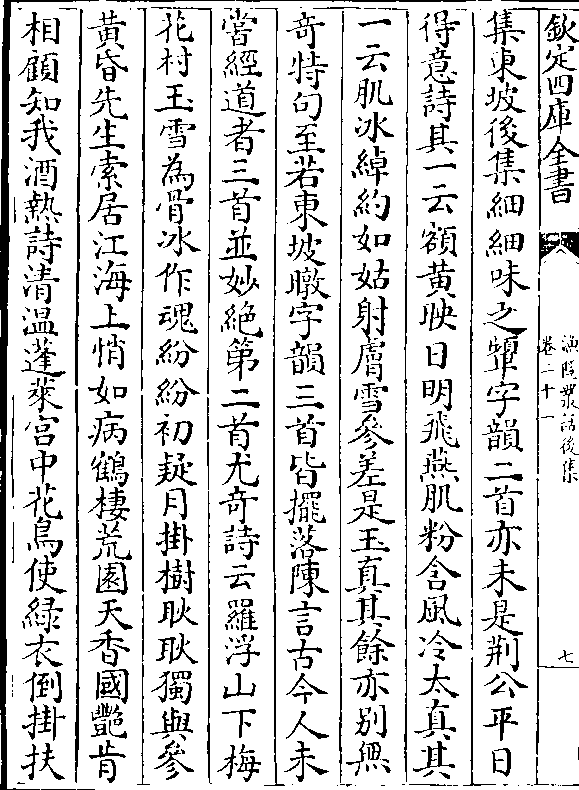 欽定四庫全書
漁隱叢話後集
卷二十一
七
集東坡後集細細味之顰字韻二首亦未是荆公平日
得意詩其一云額黄映日明飛燕肌粉含風冷太真其
一云肌冰綽約如姑射膚雪參差是玉真其餘亦别無
竒特句至若東坡暾字韻三首皆擺落陳言古今人未
嘗經道者三首並妙絶第二首尤奇詩云羅浮山下梅
花村玉雪為骨冰作魂紛紛初疑月掛樹耿耿獨與參
黄昏先生索居江海上悄如病鶴棲荒園天香國艷肯
相顧知我酒熱詩清温蓬萊宫中花鳥使緑衣倒掛扶